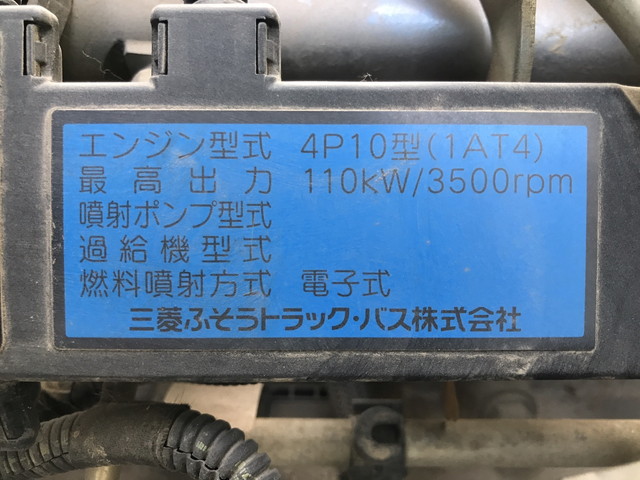 エンジン型式 4P10型(1AT4)
最高出力 110kW/3500rpm
噴射ポンプ型式
過給機型式
燃料噴射方式 電子式
三菱ふそうトラック・バス株式会社